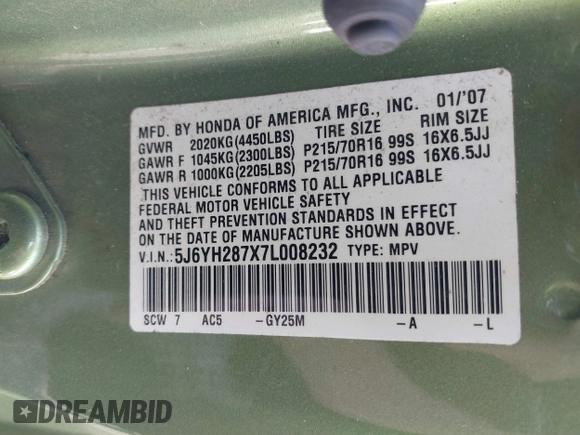 MFD. BY HONDA OF AMERICA MFG., INC. 01/'07
GVWR 2020KG(4450LBS) TIRE SIZE RIM SIZE
GAWR F 1045KG(2300LBS) P215/70R16 99S 16X6.5JJ
GAWR R 1000KG(2205LBS) P215/70R16 99S 16X6.5JJ
THIS VEHICLE CONFORMS TO ALL APPLICABLE
FEDERAL MOTOR VEHICLE SAFETY
AND THEFT PREVENTION STANDARDS IN EFFECT
ON THE DATE OF MANUFACTURE SHOWN ABOVE.
V.I.N.:5J6YH287X7L008232 TYPE: MPV
SCW 7 AC5 -GY25M -A -L
DREAMBID